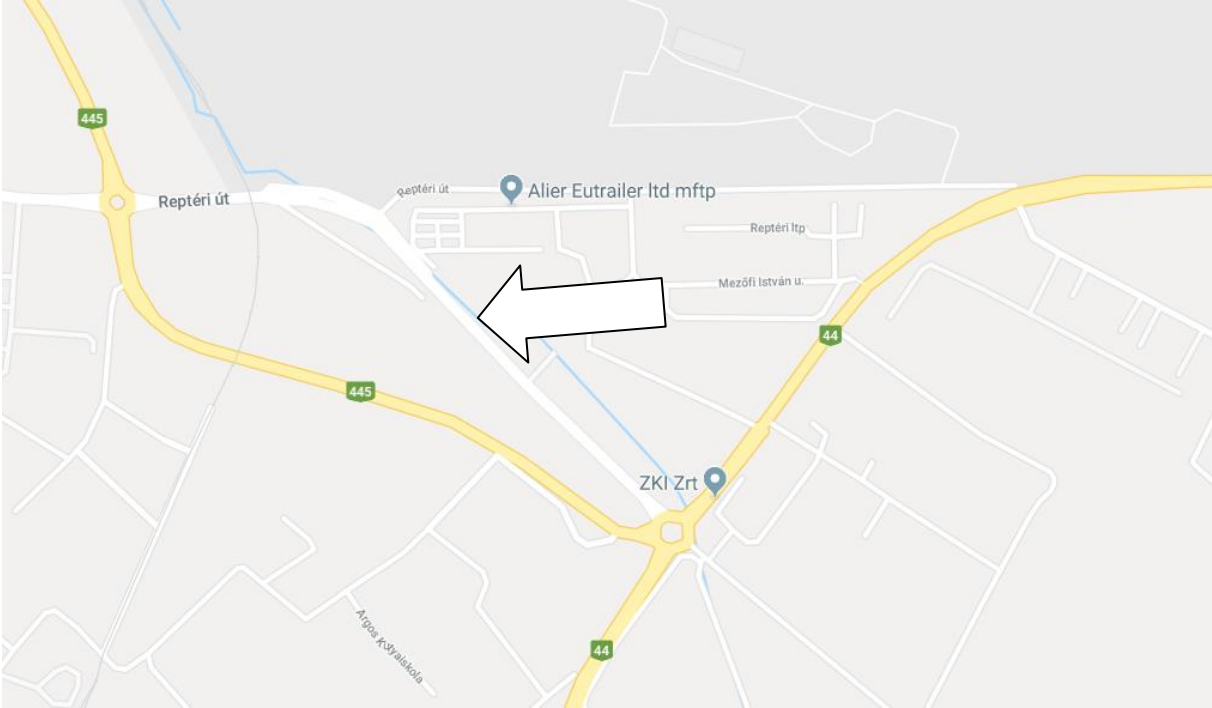 445
Reptéri út
Reptéri út
Alier Eutrailer ltd mftp
Reptéri ltp
Mezőfi István u.
44
445
ZKI Zrt
Argos Kutyaiskola
44